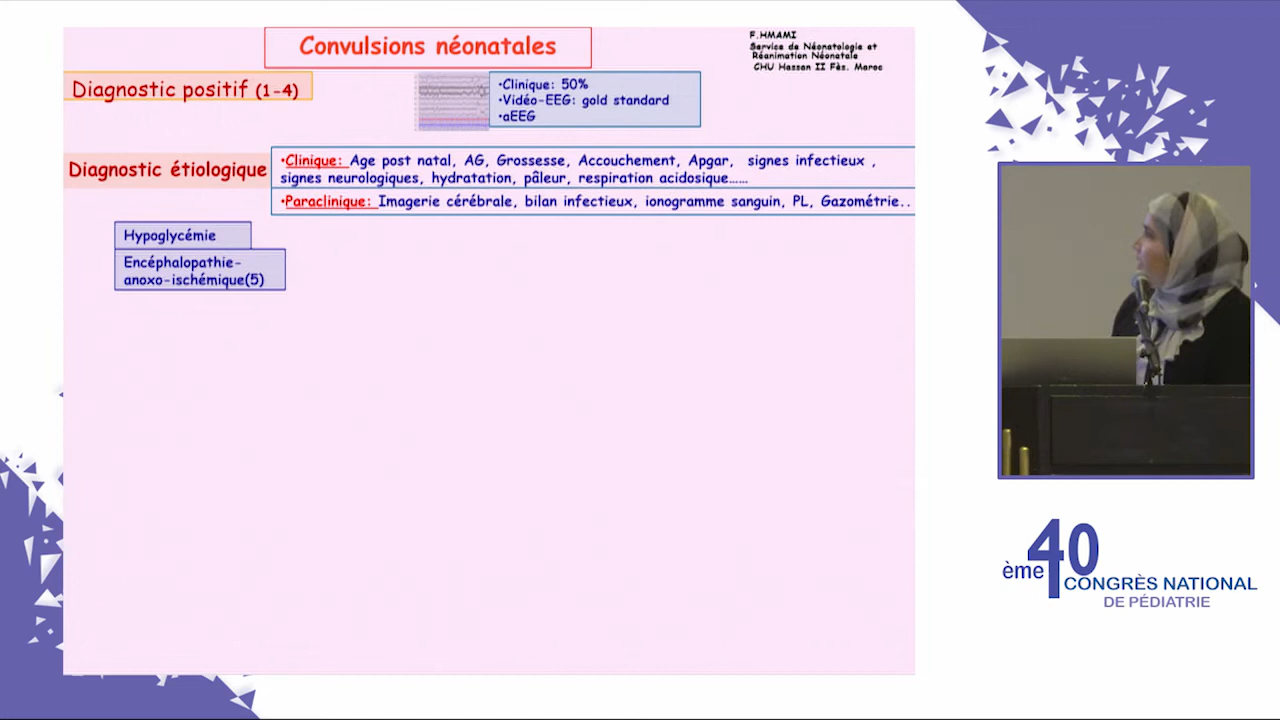 Convulsions néonatales
F.HMAMI
Service de Néonatologie et
Réanimation Néonatale
CHU Hassan II Fès. Maroc
Diagnostic positif (1-4)
•Clinique: 50%
•Vidéo-EEG: gold standard
•aEEG
Diagnostic étiologique
•Clinique: Age post natal, AG, Grossesse, Accouchement, Apgar, signes infectieux ,
signes neurologiques, hydratation, pâleur, respiration acidosique……
•Paraclinique: Imagerie cérébrale, bilan infectieux, ionogramme sanguin, PL, Gazométrie..
Hypoglycémie
Encéphalopathie-
anoxo-ischémique(5)
40
ème
CONGRÈS NATIONAL
DE PÉDIATRIE